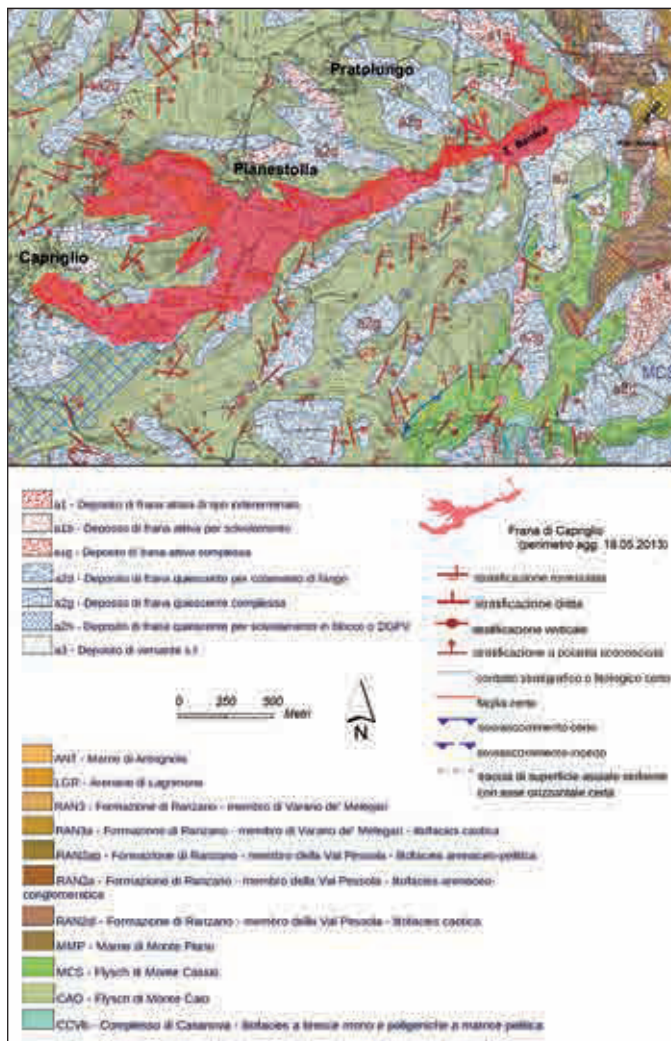 Pratolungo
a2g
Pianestolla
Capriglio
a3
a3
a2g
a2g
MCS
a1 - Deposito di frana attiva di tipo indeterminato
a1b - Deposito di frana attiva per scivolamento
a1g - Deposito di frana attiva complessa
a2d - Deposito di frana quiescente per colamento di fango
a2g - Deposito di frana quiescente complessa
a2h - Deposito di frana quiescente per scivolamento in blocco o DGPV
a3 - Deposito di versante s.l.
Frana di Capriglio
(perimetro agg. 18.05.2013)
stratificazione rovesciata
stratificazione diritta
stratificazione verticale
stratificazione a polarità sconosciuta
contatto stratigrafico o litologico certo
faglia certa
sovrascorrimento certo
sovrascorrimento incerto
traccia di superficie assiale
con asse orizzontale certa
0 250 500
Meter
N
ANT - Marne di Antognola
LGR - Arenarie di Lagrimone
RAN3 - Formazione di Ranzano - membro di Varano de' Melegari
RAN3a - Formazione di Ranzano - membro di Varano de' Melegari - litofacies caotica
Formazione di Ranzano - membro della Val Pessola - litofacies arenaceo-pelitica
RAN2a - Formazione di Ranzano - membro della Val Pessola - litofacies arenaceo-
conglomeratica
RAN2d - Formazione di Ranzano - membro della Val Pessola - litofacies caotica
MMP - Marne di Monte Piano
MCS - Flysch di Monte Cassio
CAO - Flysch di Monte Caio
CCVb - Complesso di Casanova - litofacies a brecce mono e poligeniche a matrice pelitica